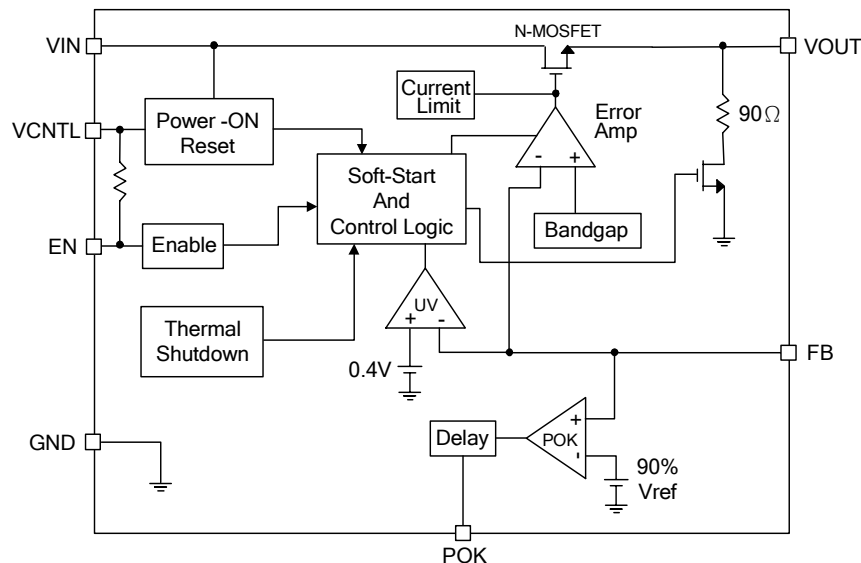 N-MOSFET
VIN
VOUT
Current
Limit
Error
Amp
90Ω
VCNTL
Power -ON
Reset
-
+
Soft-Start
And
Control Logic
Bandgap
EN
Enable
UV
+
-
Thermal
Shutdown
0.4V
FB
GND
Delay
POK
+
-
90%
Vref
POK